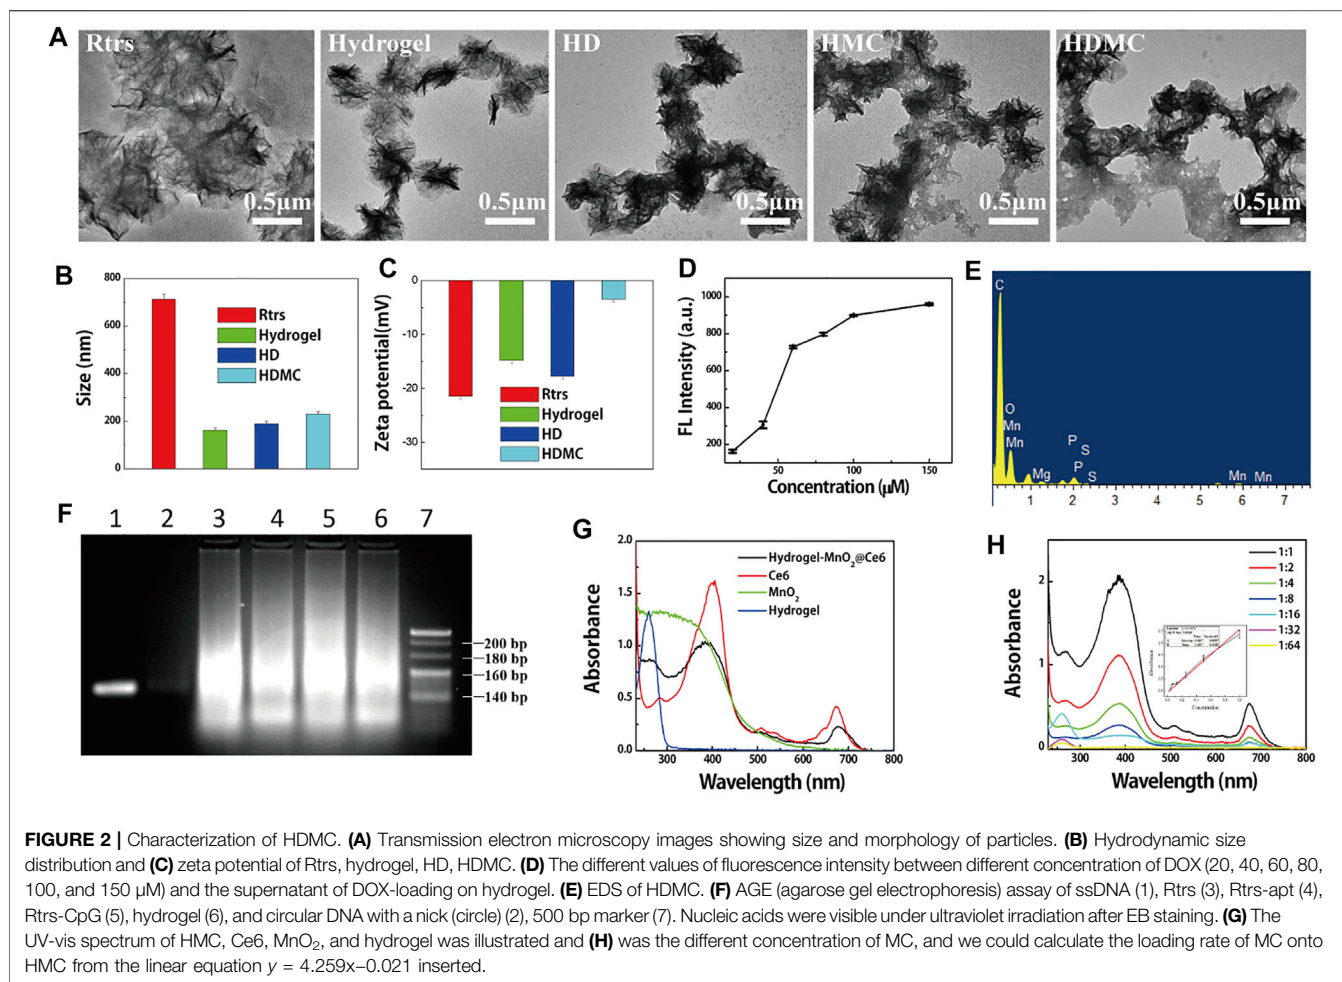 A
Rtrs
Hydrogel
HD
HMC
HDMC
0.5μm
0.5μm
0.5μm
0.5μm
0.5μm
B
800
600
400
200
0
Size (nm)
Rtrs
Hydrogel
HD
HDMC
C
0
-10
-20
-30
Zeta potential(mV)
Rtrs
Hydrogel
HD
HDMC
D
1000
800
600
400
200
FL Intensity (a.u.)
50
100
150
Concentration (μM)
E
C
O
Mn
Mn
Mg
P
S
P
S
Mn
Mn
1 2 3 4 5 6 7
F
1 2 3 4 5 6 7
200 bp
180 bp
160 bp
140 bp
G
2.0
1.5
1.0
0.5
0.0
Absorbance
Hydrogel-MnO₂@Ce6
Ce6
MnO₂
Hydrogel
300 400 500 600 700 800
Wavelength (nm)
H
2
1
0
Absorbance
1:1
1:2
1:4
1:8
1:16
1:32
1:64
Absorbance
Concentration
300 400 500 600 700 800
Wavelength (nm)
FIGURE 2 | Characterization of HDMC. (A) Transmission electron microscopy images showing size and morphology of particles. (B) Hydrodynamic size
distribution and (C) zeta potential of Rtrs, hydrogel, HD, HDMC. (D) The different values of fluorescence intensity between different concentration of DOX (20, 40, 60, 80,
100, and 150 μM) and the supernatant of DOX-loading on hydrogel. (E) EDS of HDMC. (F) AGE (agarose gel electrophoresis) assay of ssDNA (1), Rtrs (3), Rtrs-apt (4),
Rtrs-CpG (5), hydrogel (6), and circular DNA with a nick (circle) (2), 500 bp marker (7). Nucleic acids were visible under ultraviolet irradiation after EB staining. (G) The
UV-vis spectrum of HMC, Ce6, MnO₂, and hydrogel was illustrated and (H) was the different concentration of MC, and we could calculate the loading rate of MC onto
HMC from the linear equation y = 4.259x−0.021 inserted.